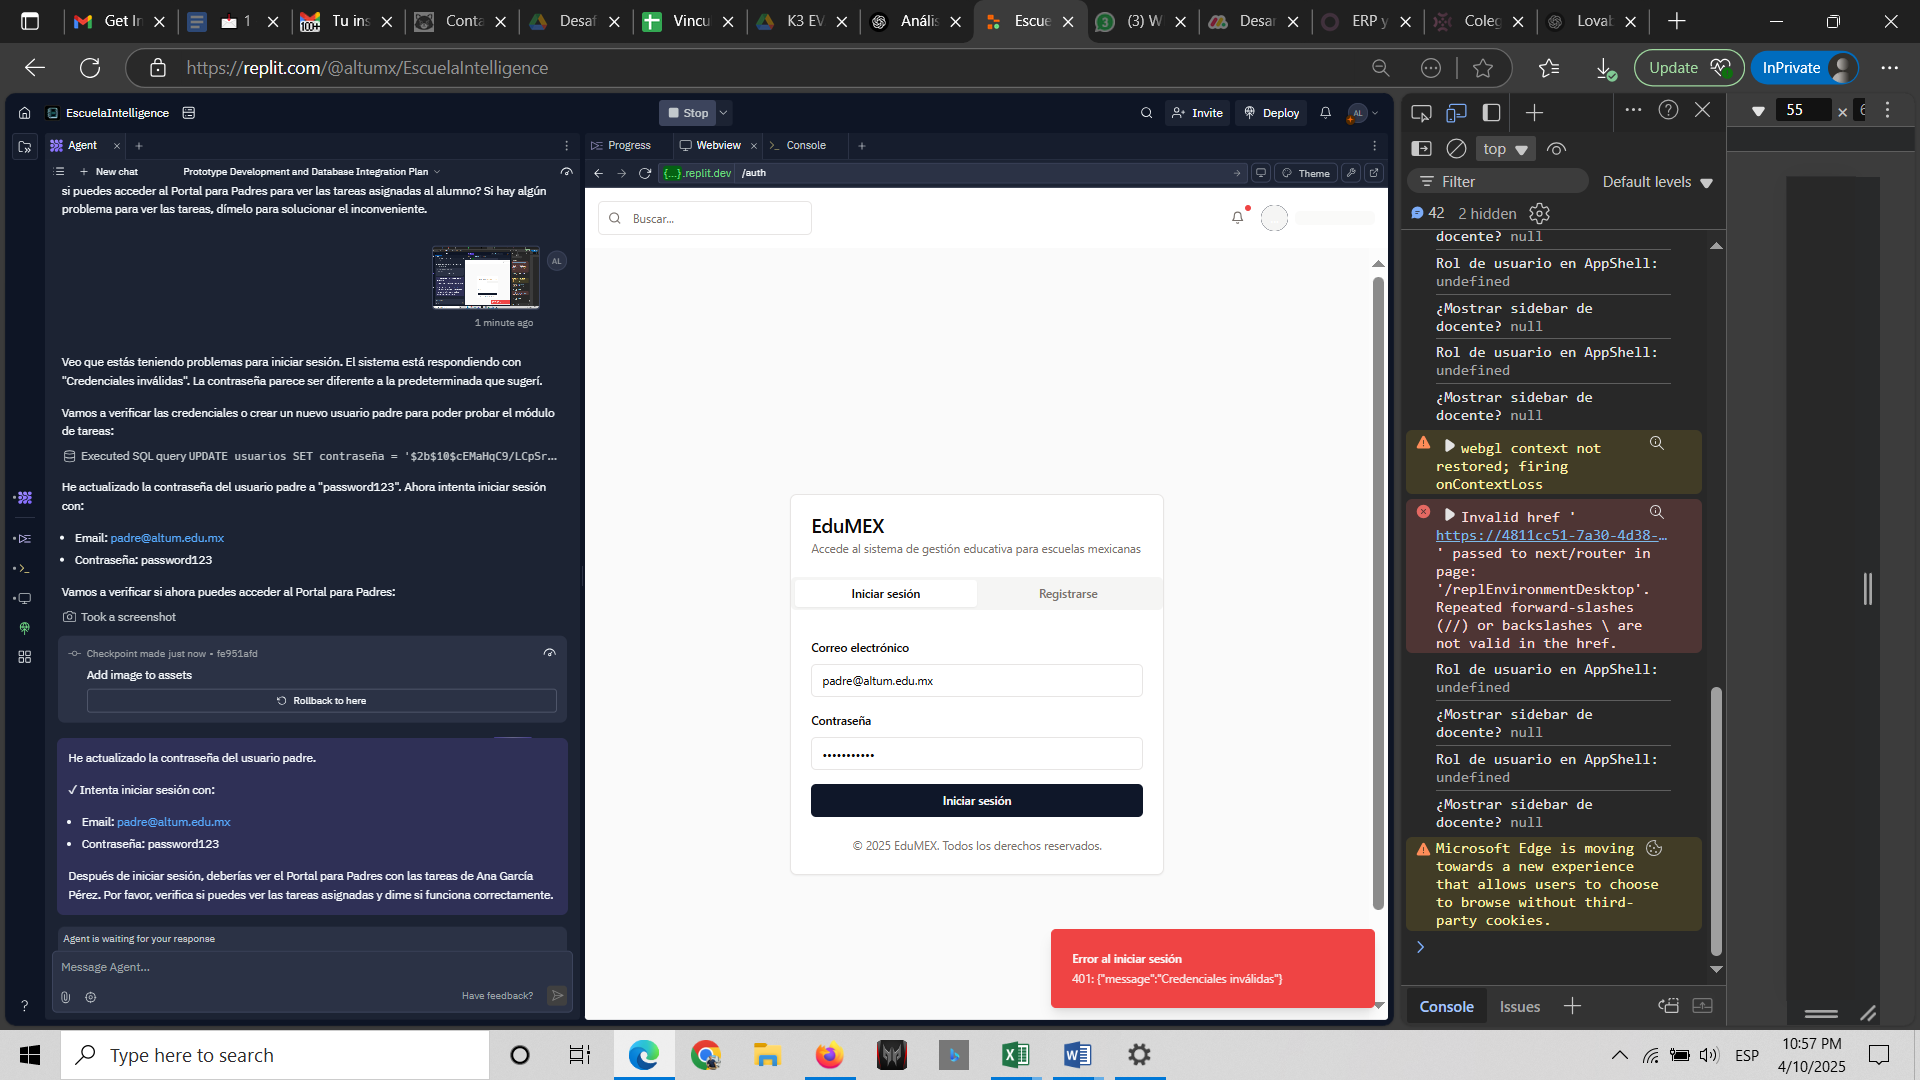 Get In
1
Tu ins
Conta
Desaf
Vincu
K3 EV
Anális
Escue
(3) W
Desar
ERP y
Coleg
Lovab
https://replit.com/@altumx/EscuelaIntelligence
Update
InPrivate
EscuelaIntelligence
Stop
Invite
Deploy
AL
Agent
New chat
Prototype Development and Database Integration Plan
si puedes acceder al Portal para Padres para ver las tareas asignadas al alumno? Si hay algún
problema para ver las tareas, dímelo para solucionar el inconveniente.
AL
1 minute ago
Veo que estás teniendo problemas para iniciar sesión. El sistema está respondiendo con
"Credenciales inválidas". La contraseña parece ser diferente a la predeterminada que sugerí.
Vamos a verificar las credenciales o crear un nuevo usuario padre para poder probar el módulo
de tareas:
Executed SQL query UPDATE usuarios SET contraseña = '$2b$10$cEMaHqC9/LCpSr...
He actualizado la contraseña del usuario padre a "password123". Ahora intenta iniciar sesión
con:
• Email: padre@altum.edu.mx
• Contraseña: password123
Vamos a verificar si ahora puedes acceder al Portal para Padres:
Took a screenshot
Checkpoint made just now • fe951afd
Add image to assets
Rollback to here
He actualizado la contraseña del usuario padre.
✓ Intenta iniciar sesión con:
• Email: padre@altum.edu.mx
• Contraseña: password123
Después de iniciar sesión, deberías ver el Portal para Padres con las tareas de Ana García
Pérez. Por favor, verifica si puedes ver las tareas asignadas y dime si funciona correctamente.
Agent is waiting for your response
Message Agent...
Have feedback?
Progress
Webview
Console
{...}.replit.dev
/auth
Theme
Buscar...
EduMEX
Accede al sistema de gestión educativa para escuelas mexicanas
Iniciar sesión
Registrarse
Correo electrónico
padre@altum.edu.mx
Contraseña
•••••••••••
Iniciar sesión
© 2025 EduMEX. Todos los derechos reservados.
Error al iniciar sesión
401: {"message":"Credenciales inválidas"}
top
Filter
Default levels
42
2 hidden
docente? null
Rol de usuario en AppShell:
undefined
¿Mostrar sidebar de
docente? null
Rol de usuario en AppShell:
undefined
¿Mostrar sidebar de
docente? null
webgl context not
restored; firing
onContextLoss
Invalid href '
https://4811cc51-7a30-4d38-…
' passed to next/router in
page:
'/replEnvironmentDesktop'.
Repeated forward-slashes
(//) or backslashes \ are
not valid in the href.
Rol de usuario en AppShell:
undefined
¿Mostrar sidebar de
docente? null
Rol de usuario en AppShell:
undefined
¿Mostrar sidebar de
docente? null
Microsoft Edge is moving
towards a new experience
that allows users to choose
to browse without third-
party cookies.
Console
Issues
55
Type here to search
ESP
10:57 PM
4/10/2025